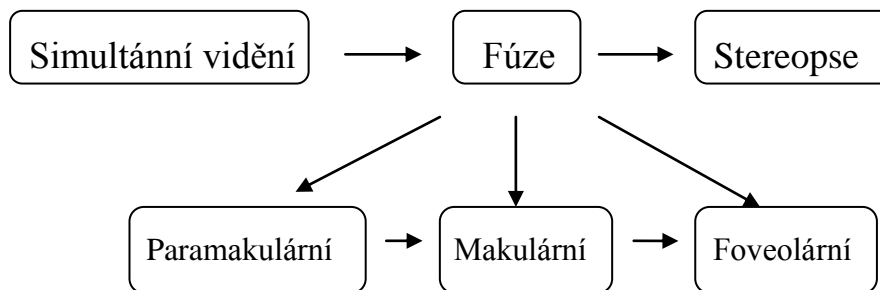 Simultánní vidění
Fúze
Stereopse
Paramakulární
Makulární
Foveolární